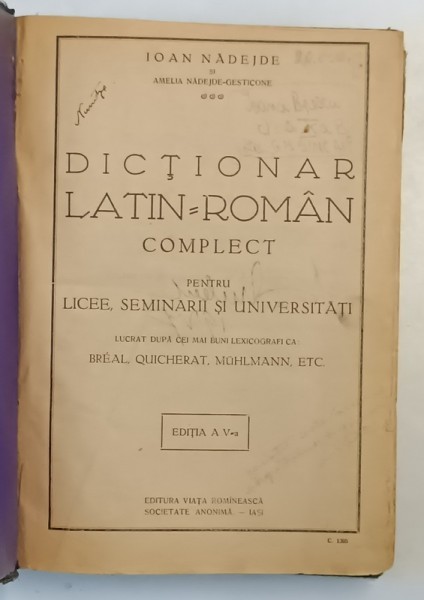 IOAN NĂDEJDE
ȘI
AMELIA NĂDEJDE-GESTICONE
DICȚIONAR
LATIN=ROMÂN
COMPLECT
PENTRU
LICEE, SEMINARII ȘI UNIVERSITĂȚI
LUCRAT DUPĂ CEI MAI BUNI LEXICOGRAFI CA:
BRÉAL, QUICHERAT, MÜHLMANN, ETC.
EDIȚIA A V-a
EDITURA VIAȚA ROMÎNEASCĂ
SOCIETATE ANONIMĂ. — IAȘI